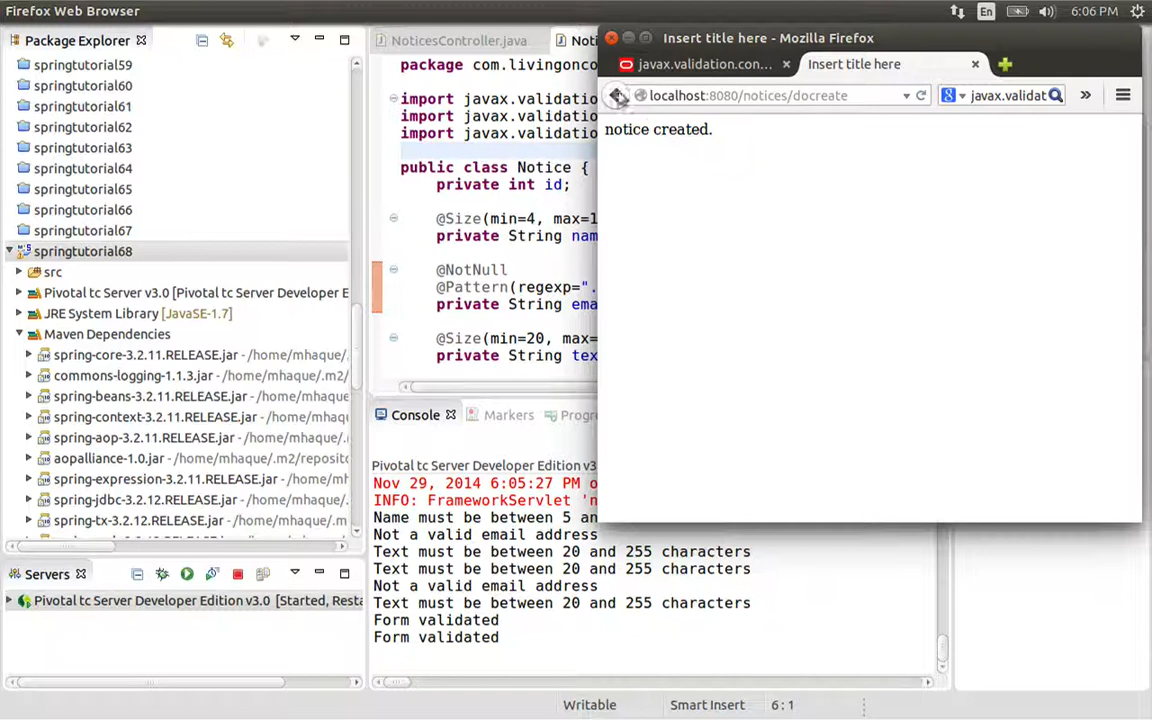 Firefox Web Browser
En
6:06 PM
Package Explorer
springtutorial59
springtutorial60
springtutorial61
springtutorial62
springtutorial63
springtutorial64
springtutorial65
springtutorial66
springtutorial67
springtutorial68
src
Pivotal tc Server v3.0 [Pivotal tc Server Developer E
JRE System Library [JavaSE-1.7]
Maven Dependencies
spring-core-3.2.11.RELEASE.jar - /home/mhaque/.
commons-logging-1.1.3.jar - /home/mhaque/.m2/
spring-beans-3.2.11.RELEASE.jar - /home/mhaque/
spring-context-3.2.11.RELEASE.jar - /home/mhaqu
spring-aop-3.2.11.RELEASE.jar - /home/mhaque/.m
aopalliance-1.0.jar - /home/mhaque/.m2/reposito
spring-expression-3.2.11.RELEASE.jar - /home/mh
spring-jdbc-3.2.12.RELEASE.jar - /home/mhaque/.
spring-tx-3.2.12.RELEASE.jar - /home/mhaque/.m
Servers
Pivotal tc Server Developer Edition v3.0 [Started, Resta
NoticesController.java
Noti
package com.livingonco
import javax.validatio
import javax.validatio
import javax.validatio
public class Notice {
private int id;
@Size(min=4, max=1
private String nam
@NotNull
@Pattern(regexp=".
private String ema
@Size(min=20, max=
private String tex
Insert title here - Mozilla Firefox
javax.validation.con...
Insert title here
localhost:8080/notices/docreate
javax.validat
notice created.
Console
Markers
Progre
Pivotal tc Server Developer Edition v3
Nov 29, 2014 6:05:27 PM o
INFO: FrameworkServlet 'n
Name must be between 5 an
Not a valid email address
Text must be between 20 and 255 characters
Text must be between 20 and 255 characters
Not a valid email address
Text must be between 20 and 255 characters
Form validated
Form validated
Writable
Smart Insert
6 : 1